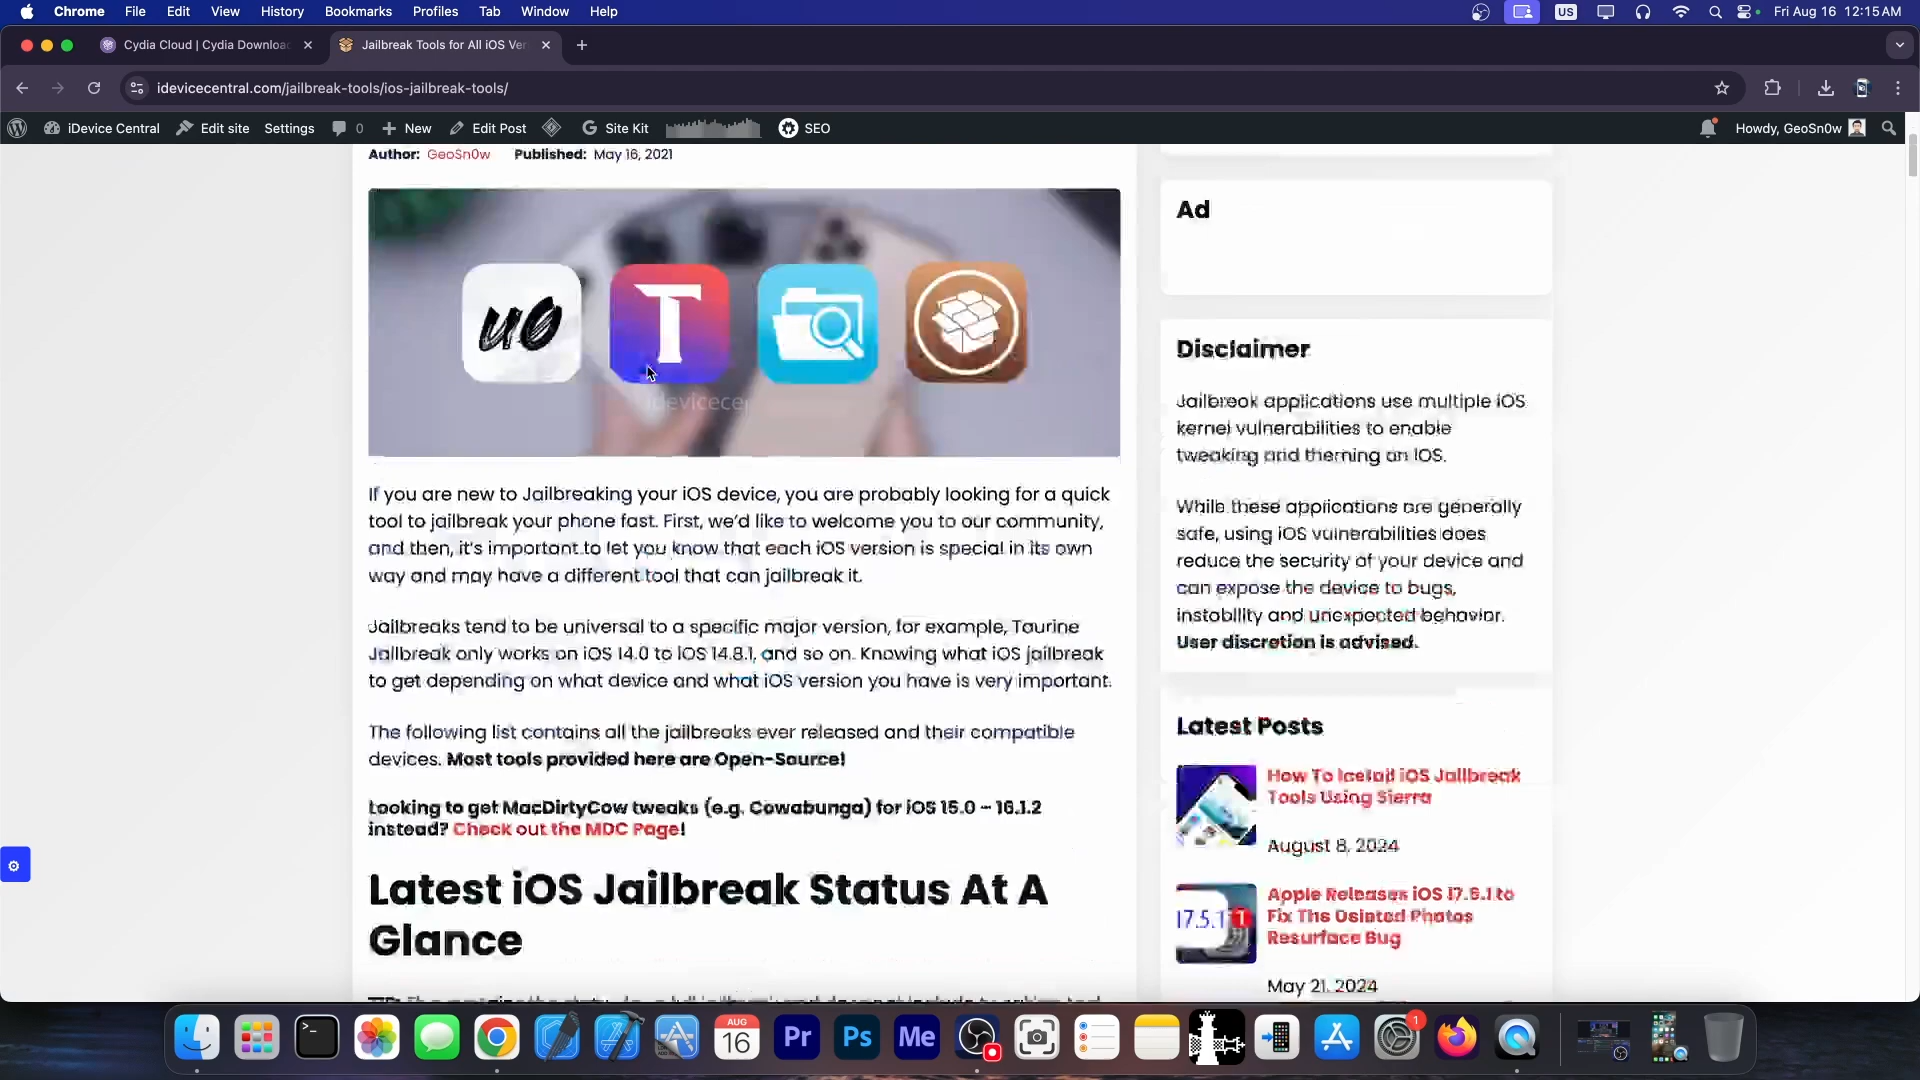 Chrome File Edit View History Bookmarks Profiles Tab Window Help US Fri Aug 16 12:15 AM
Cydia Cloud | Cydia Downloa
Jailbreak Tools for All iOS Ver
idevicecentral.com/jailbreak-tools/ios-jailbreak-tools/
iDevice Central Edit site Settings 0 New Edit Post Site Kit SEO Howdy, GeoSn0w
Author: GeoSn0w Published: May 16, 2021
u0
T
idevicece
If you are new to Jailbreaking your iOS device, you are probably looking for a quick
tool to jailbreak your phone fast. First, we'd like to welcome you to our community,
and then, it's important to let you know that each iOS version is special in its own
way and may have a different tool that can jailbreak it.
Jailbreaks tend to be universal to a specific major version, for example, Taurine
Jailbreak only works on iOS 14.0 to iOS 14.8.1, and so on. Knowing what iOS jailbreak
to get depending on what device and what iOS version you have is very important.
The following list contains all the jailbreaks ever released and their compatible
devices. Most tools provided here are Open-Source!
Looking to get MacDirtyCow tweaks (e.g. Cowabunga) for iOS 15.0 – 16.1.2
instead? Check out the MDC Page!
Latest iOS Jailbreak Status At A
Glance
Ad
Disclaimer
Jailbreak applications use multiple iOS
kernel vulnerabilities to enable
tweaking and theming on iOS.
While these applications are generally
safe, using iOS vulnerabilities does
reduce the security of your device and
can expose the device to bugs,
instability and unexpected behavior.
User discretion is advised.
Latest Posts
How To Install iOS Jailbreak
Tools Using Sierra
August 8, 2024
17.5.1
1
Apple Releases iOS 17.5.1 to
Fix The Deleted Photos
Resurface Bug
May 21, 2024
AUG
16
Pr
Ps
Me
1